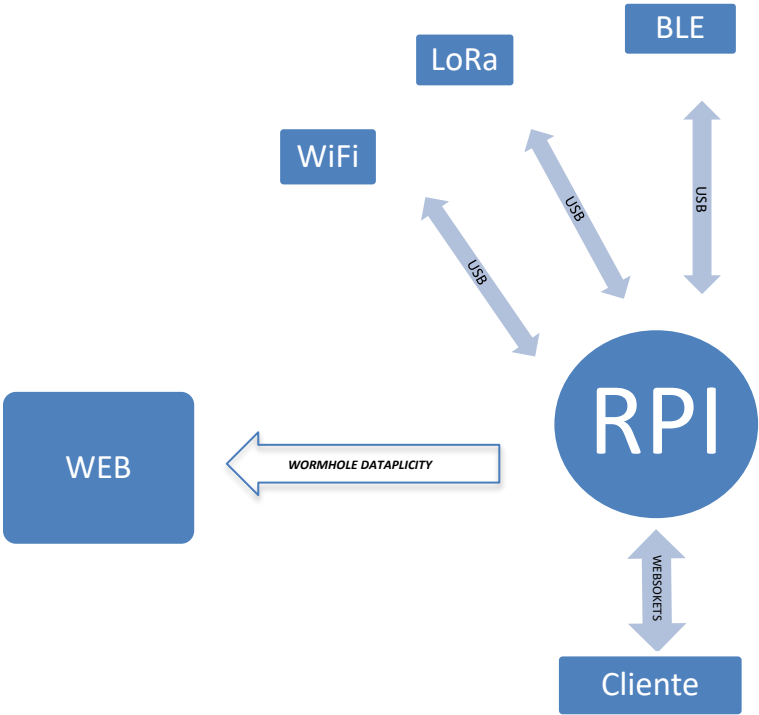 BLE
LoRa
WiFi
USB
USB
USB
RPI
WEB
WORMHOLE DATAPLICITY
WEBSOKETS
Cliente